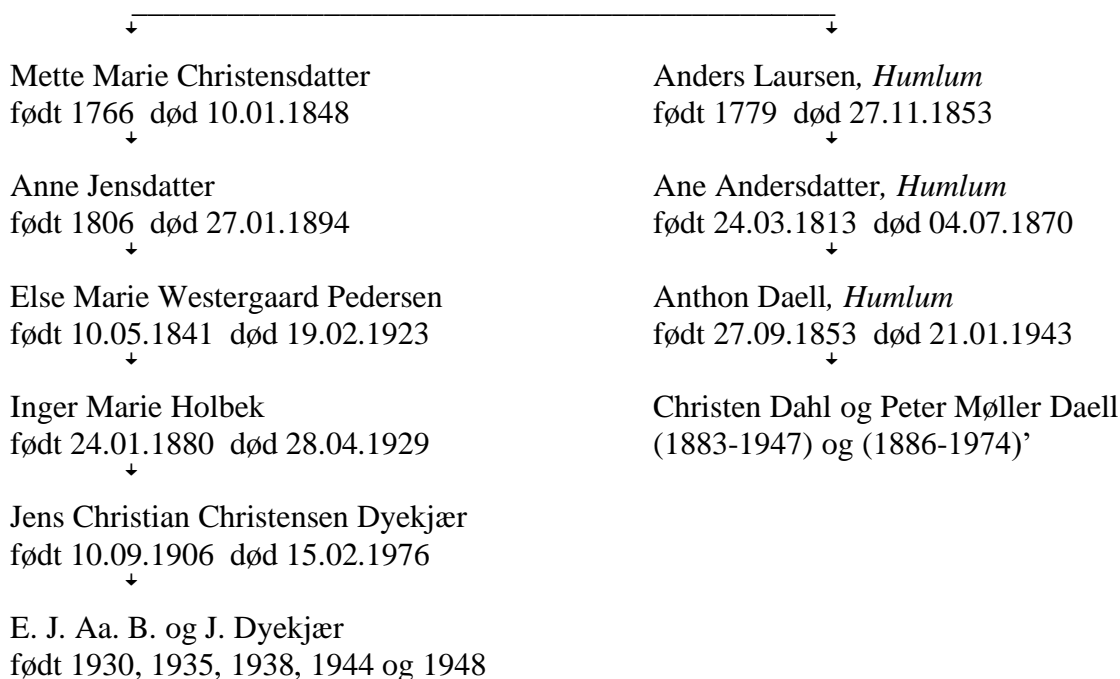 Mette Marie Christensdatter
født 1766 død 10.01.1848
Anne Jensdatter
født 1806 død 27.01.1894
Else Marie Westergaard Pedersen
født 10.05.1841 død 19.02.1923
Inger Marie Holbek
født 24.01.1880 død 28.04.1929
Jens Christian Christensen Dyekjær
født 10.09.1906 død 15.02.1976
E. J. Aa. B. og J. Dyekjær
født 1930, 1935, 1938, 1944 og 1948
Anders Laursen, Humlum
født 1779 død 27.11.1853
Ane Andersdatter, Humlum
født 24.03.1813 død 04.07.1870
Anthon Daell, Humlum
født 27.09.1853 død 21.01.1943
Christen Dahl og Peter Møller Daell
(1883-1947) og (1886-1974)’